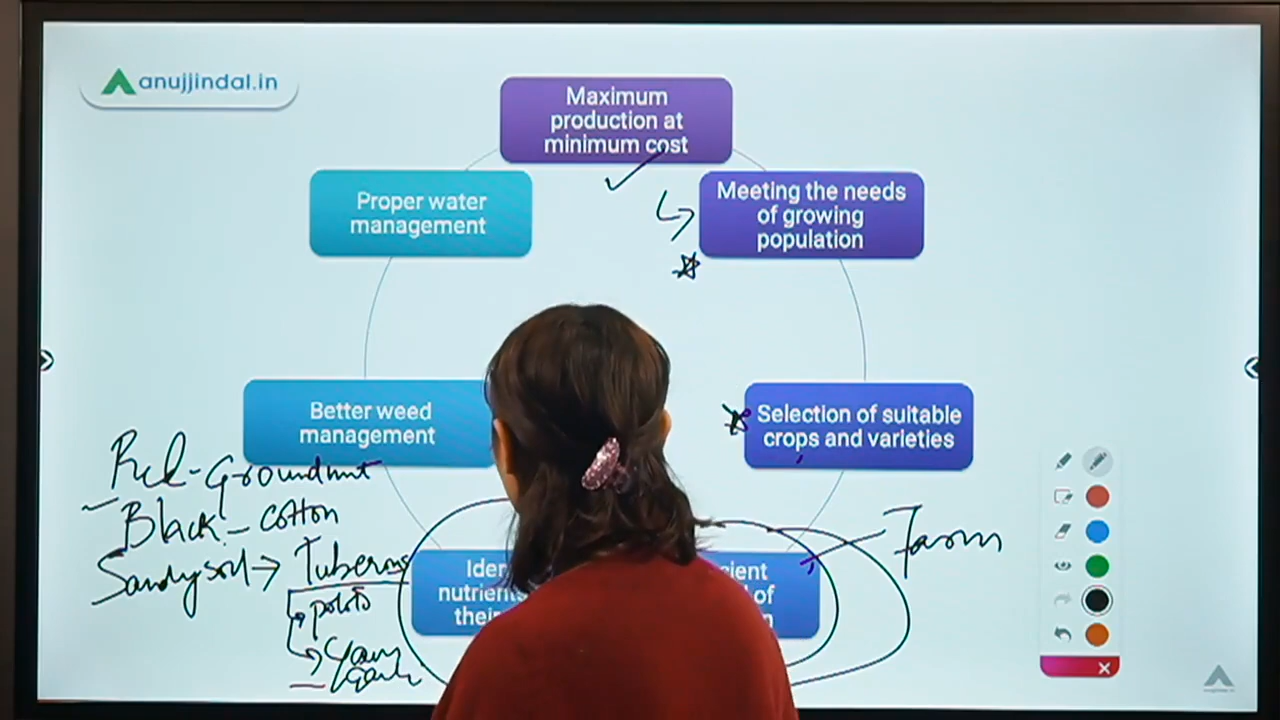 anujjindal.in
Maximum
production at
minimum cost
Proper water
management
Meeting the needs
of growing
population
Better weed
management
Selection of suitable
crops and varieties
Red - Groundnut
Black - Cotton
Sandy soil → Tuberous
Farm
nutrients